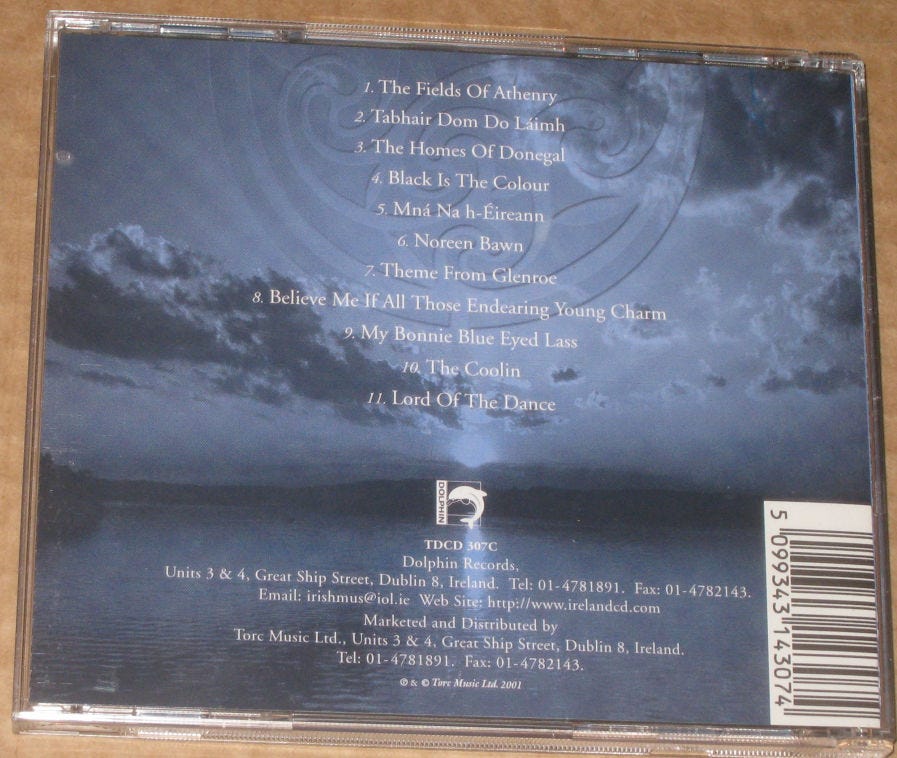 1. The Fields Of Athenry
2. Tabhair Dom Do Láimh
3. The Homes Of Donegal
4. Black Is The Colour
5. Mná Na h-Éireann
6. Noreen Bawn
7. Theme From Glenroe
8. Believe Me If All Those Endearing Young Charm
9. My Bonnie Blue Eyed Lass
10. The Coolin
11. Lord Of The Dance
DOLPHIN
TDCD 307C
Dolphin Records,
Units 3 & 4, Great Ship Street, Dublin 8, Ireland. Tel: 01-4781891. Fax: 01-4782143.
Email: irishmus@iol.ie Web Site: http://www.irelandcd.com
Marketed and Distributed by
Torc Music Ltd., Units 3 & 4, Great Ship Street, Dublin 8, Ireland.
Tel: 01-4781891. Fax: 01-4782143.
℗ & © Torc Music Ltd. 2001
5 099343 143074